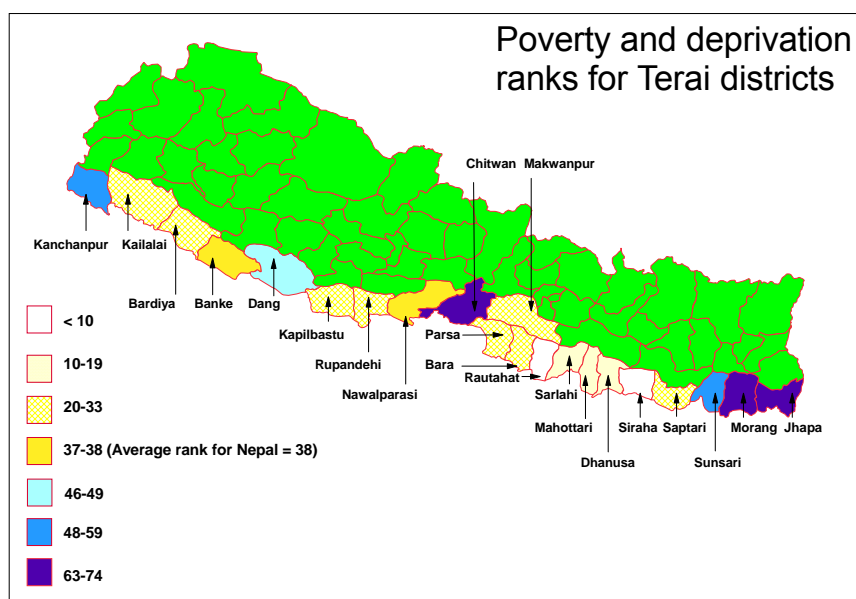 Poverty and deprivation
ranks for Terai districts
Chitwan Makwanpur
Kanchanpur Kailalai
Bardiya Banke Dang
Kapilbastu Parsa
Rupandehi Bara Rautahat
Nawalparasi Sarlahi
Mahottari Siraha Saptari Morang Jhapa
Dhanusa Sunsari
< 10
10-19
20-33
37-38 (Average rank for Nepal = 38)
46-49
48-59
63-74